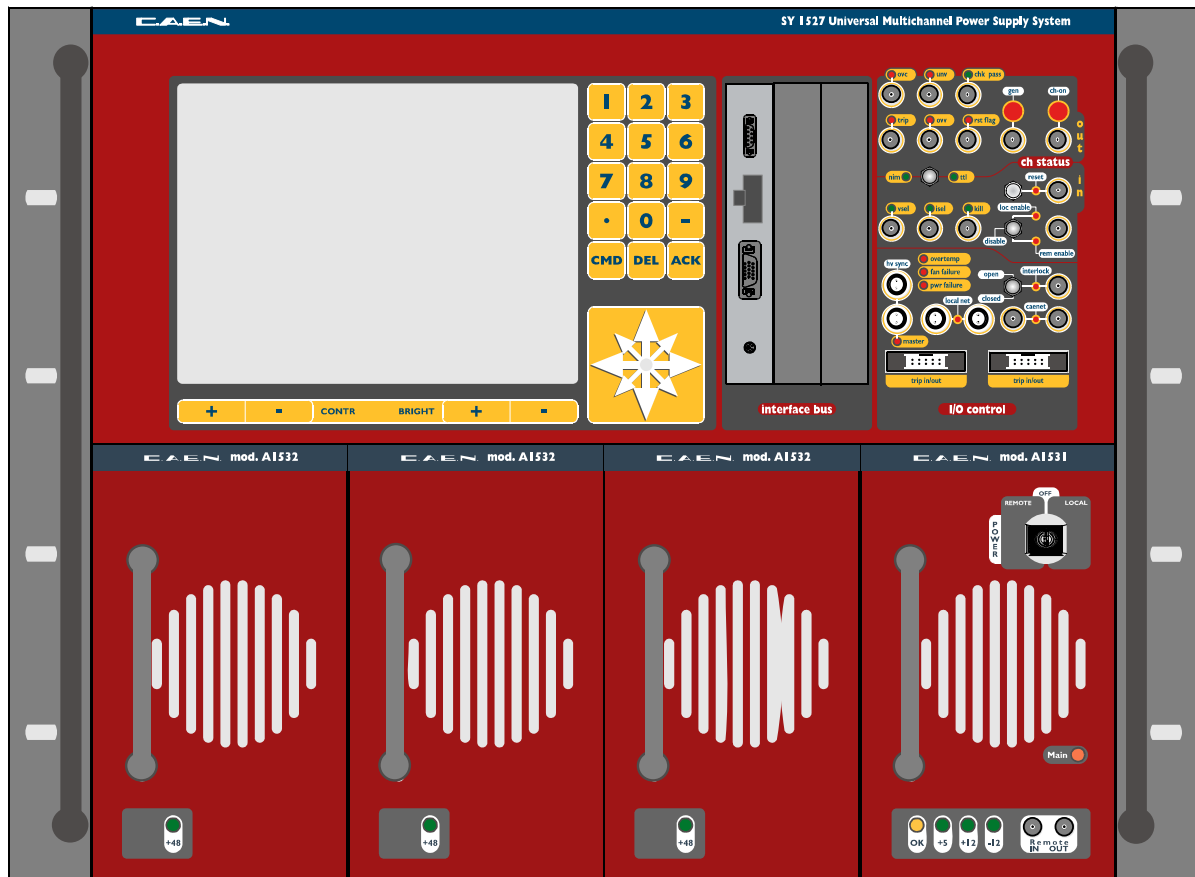 C.A.E.N. SY 1527 Universal Multichannel Power Supply System
1 2 3
4 5 6
7 8 9
. 0 -
CMD DEL ACK
+ - CONTR BRIGHT + -
interface bus
ovc unv chk pass gen ch-on
trip ovv rst flag out
ch status
nim ttl reset in
vsel isel kill loc enable
disable rem enable
hv sync overtemp
fan failure open interlock
pwr failure
local net closed caenet
master
trip in/out trip in/out
I/O control
C.A.E.N. mod. A1532
C.A.E.N. mod. A1532
C.A.E.N. mod. A1532
C.A.E.N. mod. A1531
OFF
REMOTE LOCAL
POWER
Main
+48
+48
+48
OK +5 +12 -12
Remote
IN OUT